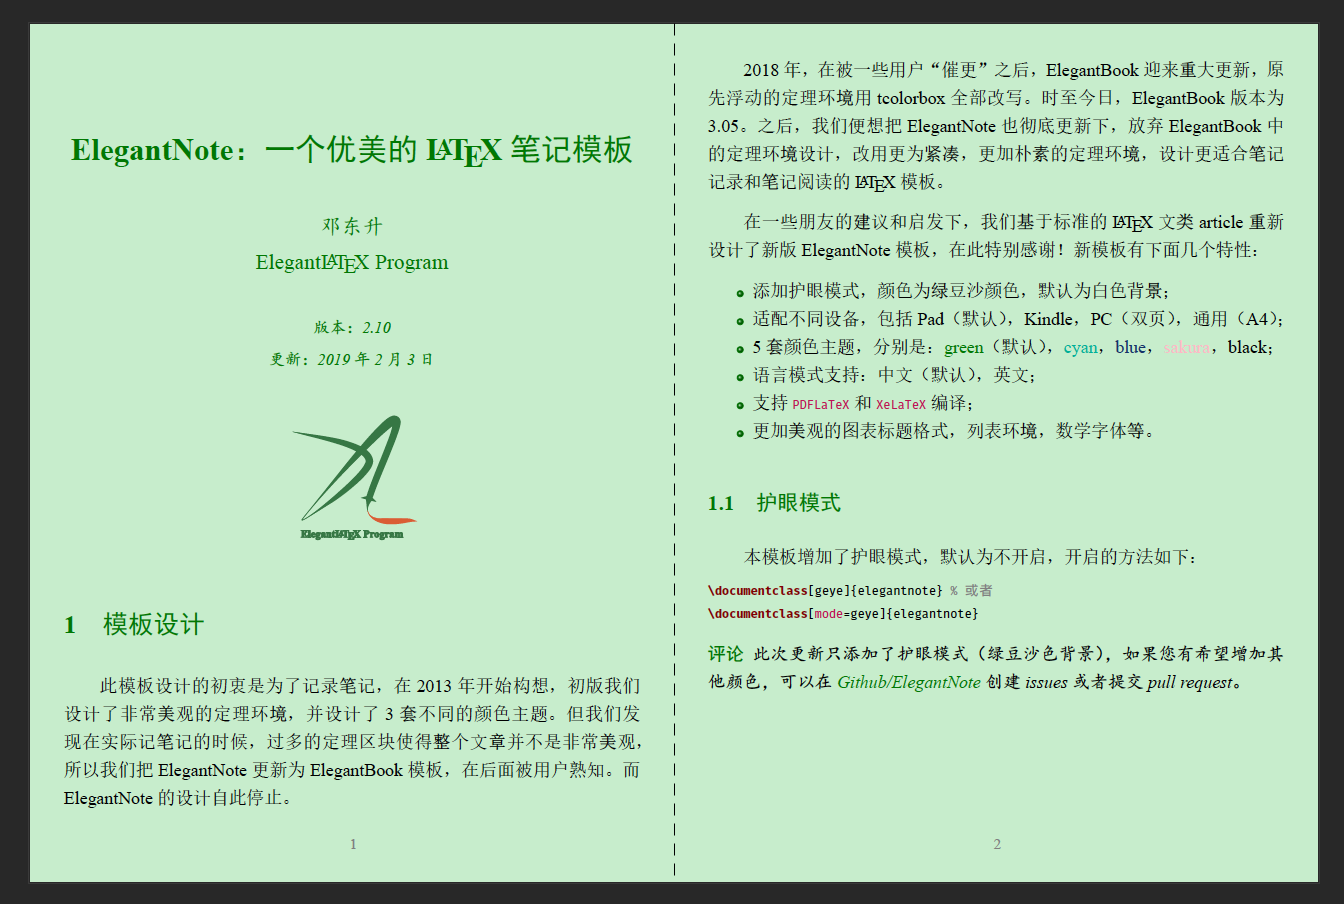 ElegantNote：一个优美的 LATEX 笔记模板
邓东升
ElegantLATEX Program
版本：2.10
更新：2019 年 2 月 3 日
ElegantLATEX Program
1 模板设计
此模板设计的初衷是为了记录笔记，在 2013 年开始构想，初版我们
设计了非常美观的定理环境，并设计了 3 套不同的颜色主题。但我们发
现在实际记笔记的时候，过多的定理区块使得整个文章并不是非常美观，
所以我们把 ElegantNote 更新为 ElegantBook 模板，在后面被用户熟知。而
ElegantNote 的设计自此停止。
1
2018 年，在被一些用户“催更”之后，ElegantBook 迎来重大更新，原
先浮动的定理环境用 tcolorbox 全部改写。时至今日，ElegantBook 版本为
3.05。之后，我们便想把 ElegantNote 也彻底更新下，放弃 ElegantBook 中
的定理环境设计，改用更为紧凑，更加朴素的定理环境，设计更适合笔记
记录和笔记阅读的 LATEX 模板。
在一些朋友的建议和启发下，我们基于标准的 LATEX 文类 article 重新
设计了新版 ElegantNote 模板，在此特别感谢！新模板有下面几个特性：
添加护眼模式，颜色为绿豆沙颜色，默认为白色背景；
适配不同设备，包括 Pad（默认），Kindle，PC（双页），通用（A4）；
5 套颜色主题，分别是：green（默认），cyan，blue，sakura，black；
语言模式支持：中文（默认），英文；
支持 PDFLaTeX 和 XeLaTeX 编译；
更加美观的图表标题格式，列表环境，数学字体等。
1.1 护眼模式
本模板增加了护眼模式，默认为不开启，开启的方法如下：
\documentclass[geye]{elegantnote} % 或者
\documentclass[mode=geye]{elegantnote}
评论 此次更新只添加了护眼模式（绿豆沙色背景），如果您有希望增加其
他颜色，可以在 Github/ElegantNote 创建 issues 或者提交 pull request。
2